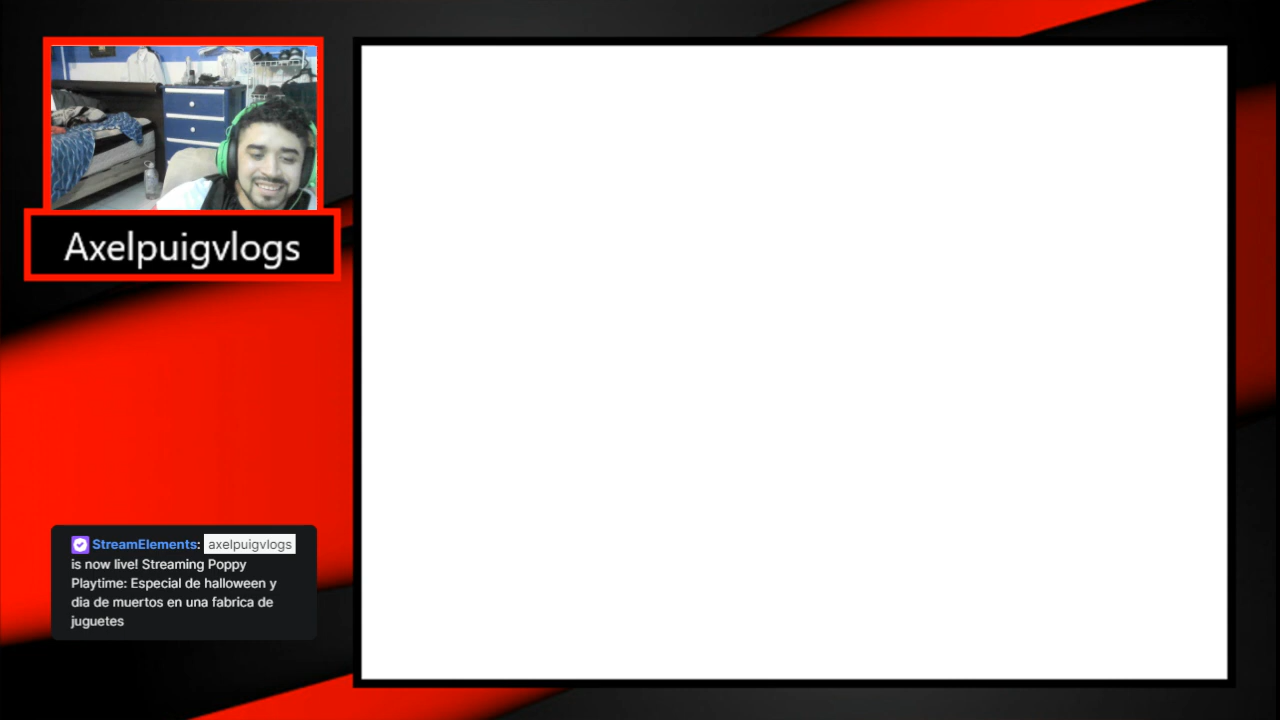 Axelpuigvlogs
StreamElements: axelpuigvlogs
is now live! Streaming Poppy
Playtime: Especial de halloween y
dia de muertos en una fabrica de
juguetes